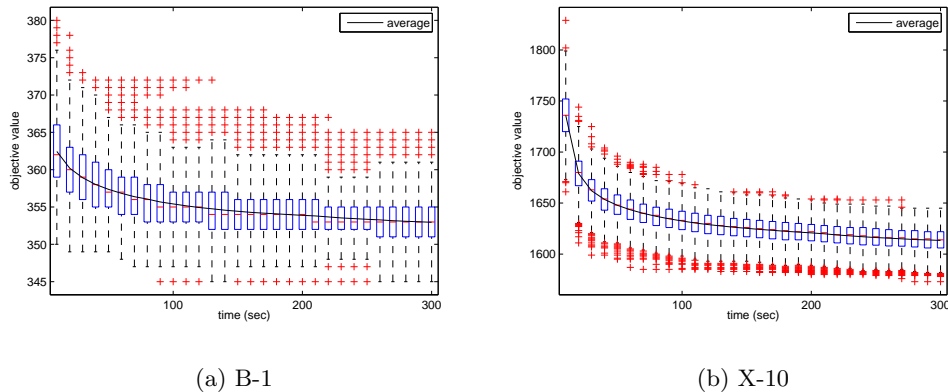 380
375
370
365
360
355
350
345
objective value
100
200
300
time (sec)
average
1800
1750
1700
1650
1600
objective value
100
200
300
time (sec)
average
(a) B-1
(b) X-10